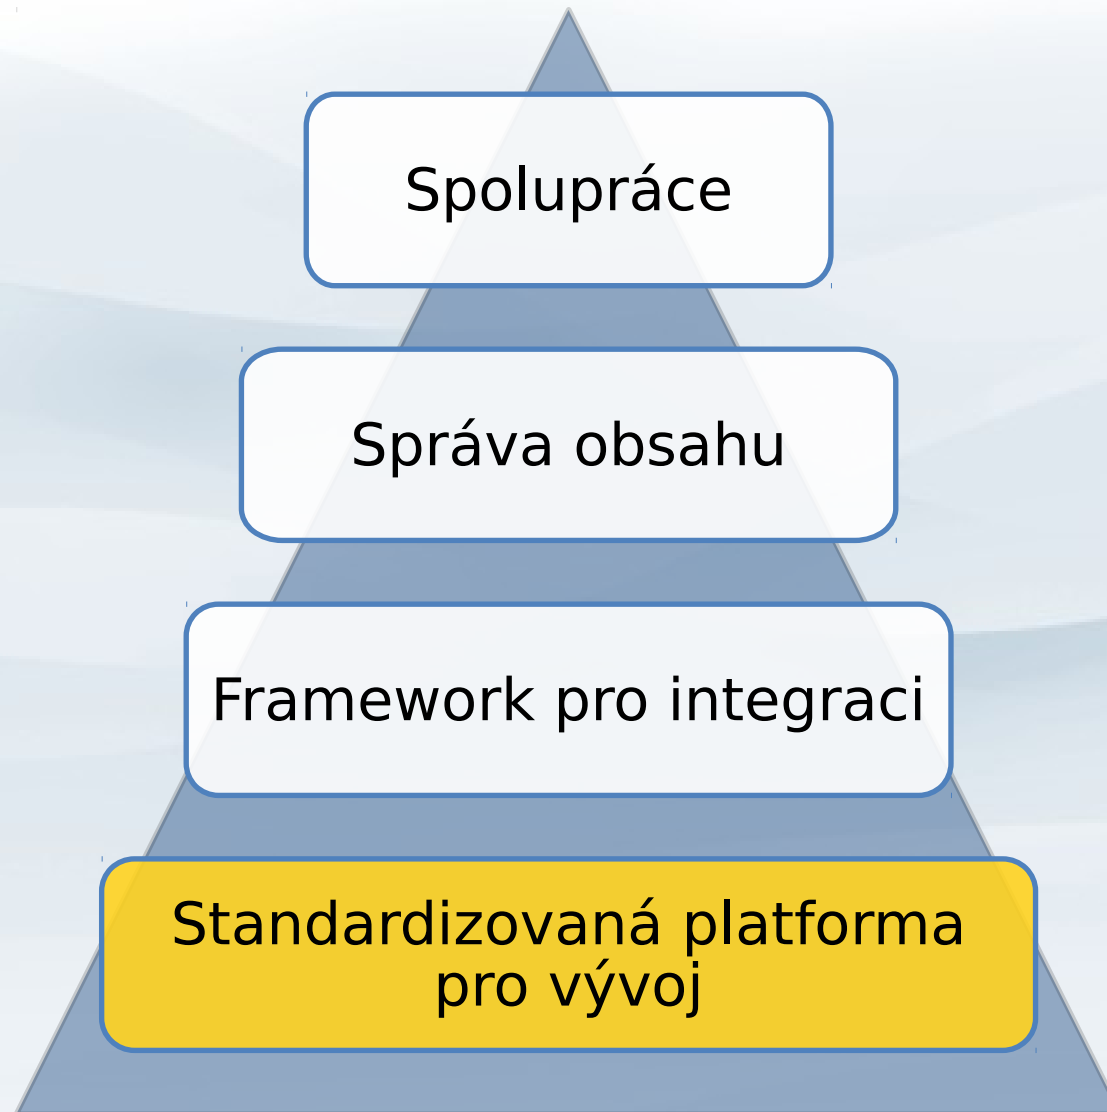 Spolupráce
Správa obsahu
Framework pro integraci
Standardizovaná platforma
pro vývoj